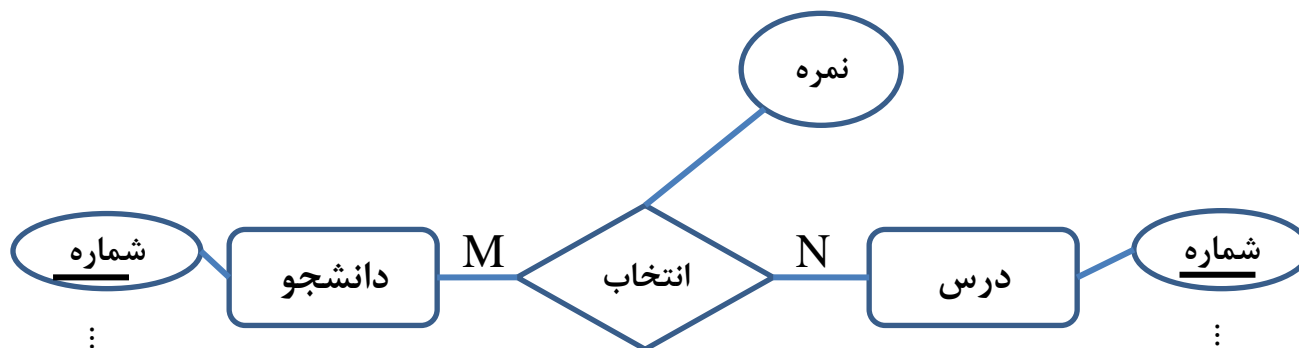 نمره
شماره
درس
N
انتخاب
M
دانشجو
شماره
...
...